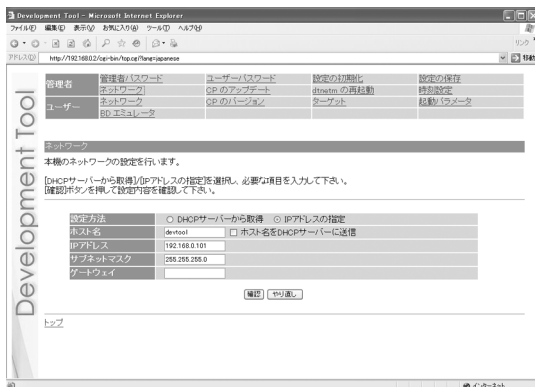 Development Tool - Microsoft Internet Explorer
ファイル(F) 編集(E) 表示(V) お気に入り(A) ツール(T) ヘルプ(H)
リンク
アドレス(D) http://192.168.0.2/cgi-bin/top.cgi?lang=japanese 移動
Development Tool
管理者 管理者パスワード ユーザーパスワード 設定の初期化 設定の保存
ネットワーク CP のアップデート dtnetm の再起動 時刻設定
ユーザー ネットワーク CP のバージョン ターゲット 起動パラメータ
BD エミュレータ
ネットワーク
本機のネットワークの設定を行います。
[DHCPサーバーから取得]/[IPアドレスの指定]を選択し、必要な項目を入力して下さい。
[確認]ボタンを押して設定内容を確認して下さい。
設定方法 DHCPサーバーから取得 IPアドレスの指定
ホスト名 devtool ホスト名をDHCPサーバーに送信
IPアドレス 192.168.0.101
サブネットマスク 255.255.255.0
ゲートウェイ
確認 やり直し
トップ
インターネット